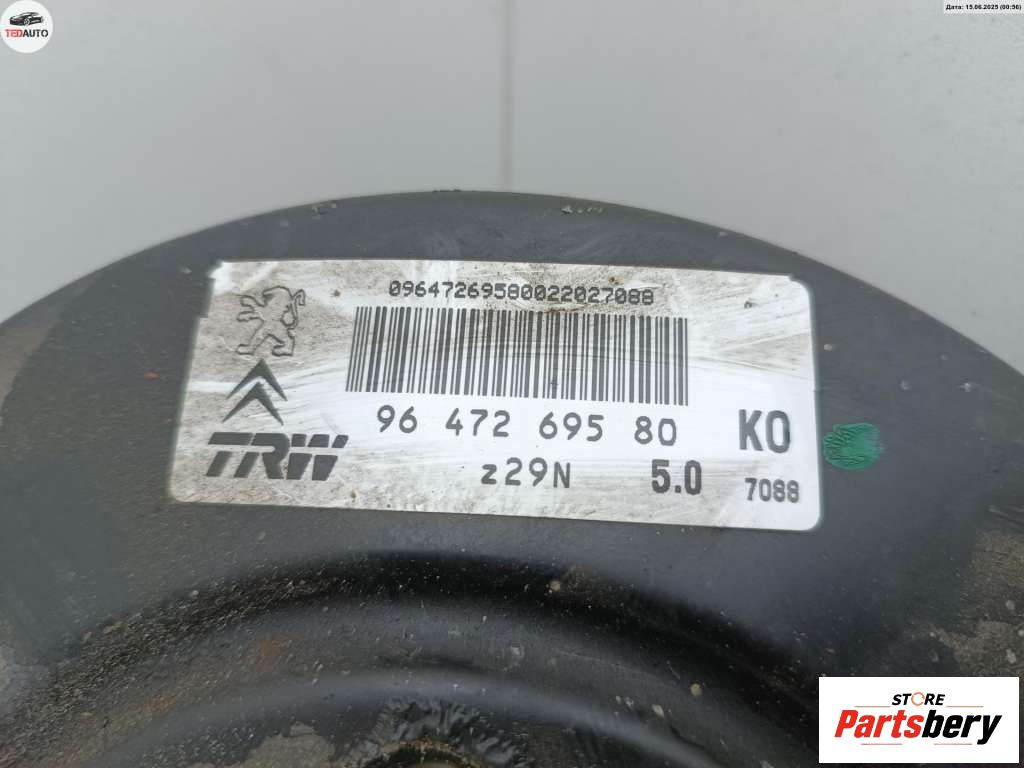 TEDAUTO
Дата: 15.06.2025 (00:56)
09647269580022027088
96 472 695 80 KO
TRW z29N 5.0 7088
STORE
Partsbery